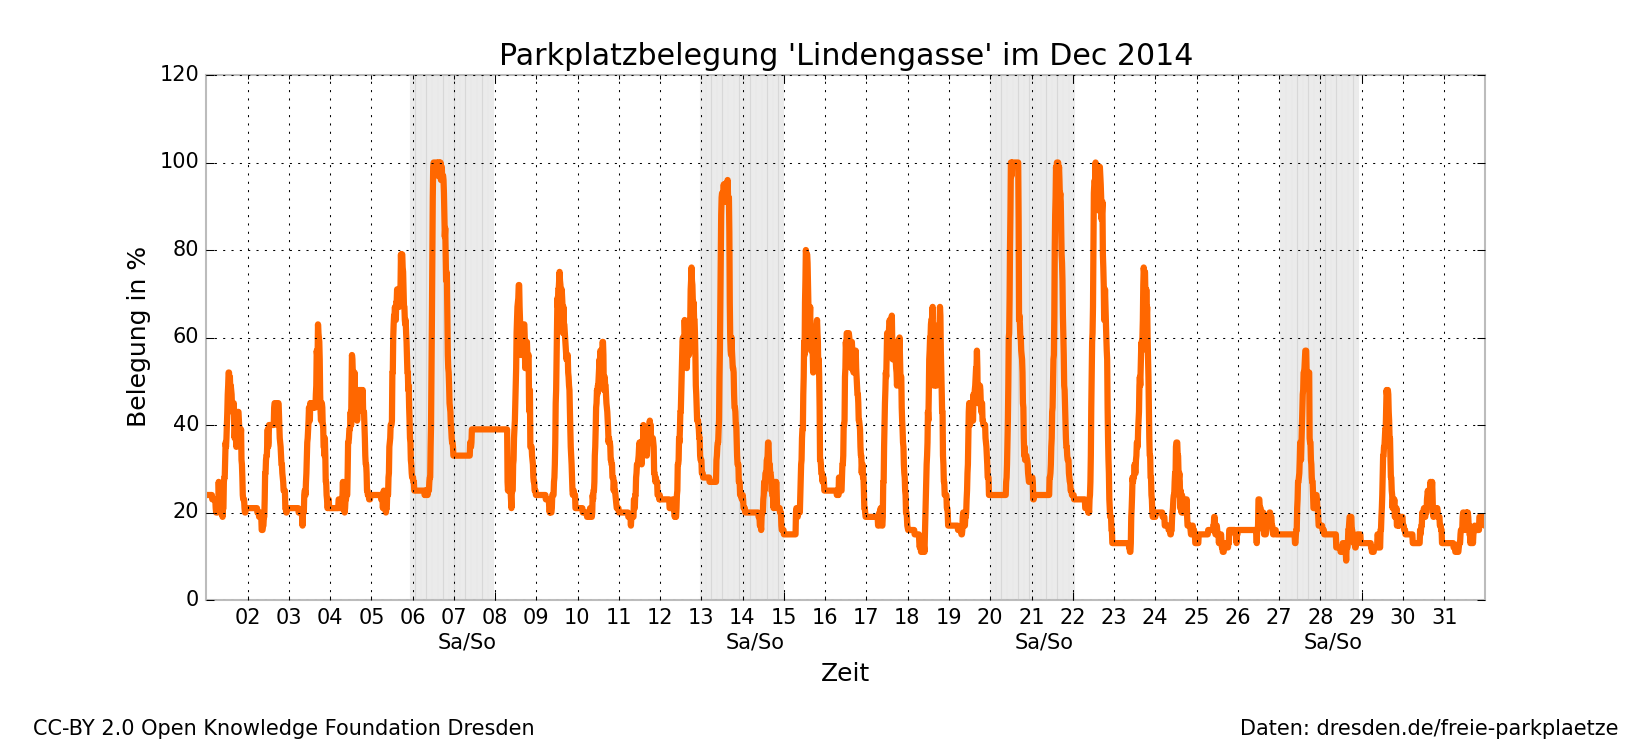 Parkplatzbelegung 'Lindengasse' im Dec 2014
120
100
80
60
40
20
0
Belegung in %
02 03 04 05 06 07 08 09 10 11 12 13 14 15 16 17 18 19 20 21 22 23 24 25 26 27 28 29 30 31
Sa/So Sa/So Sa/So Sa/So
Zeit
CC-BY 2.0 Open Knowledge Foundation Dresden
Daten: dresden.de/freie-parkplaetze